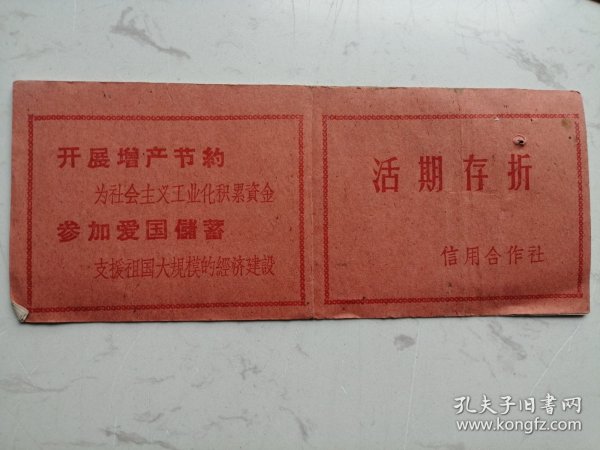 开展增产节約
为社会主义工业化积累資金
参加爱国儲蓄
支援祖国大規模的經济建設
活期存折
信用合作社
孔夫子旧书网
www.kongfz.com